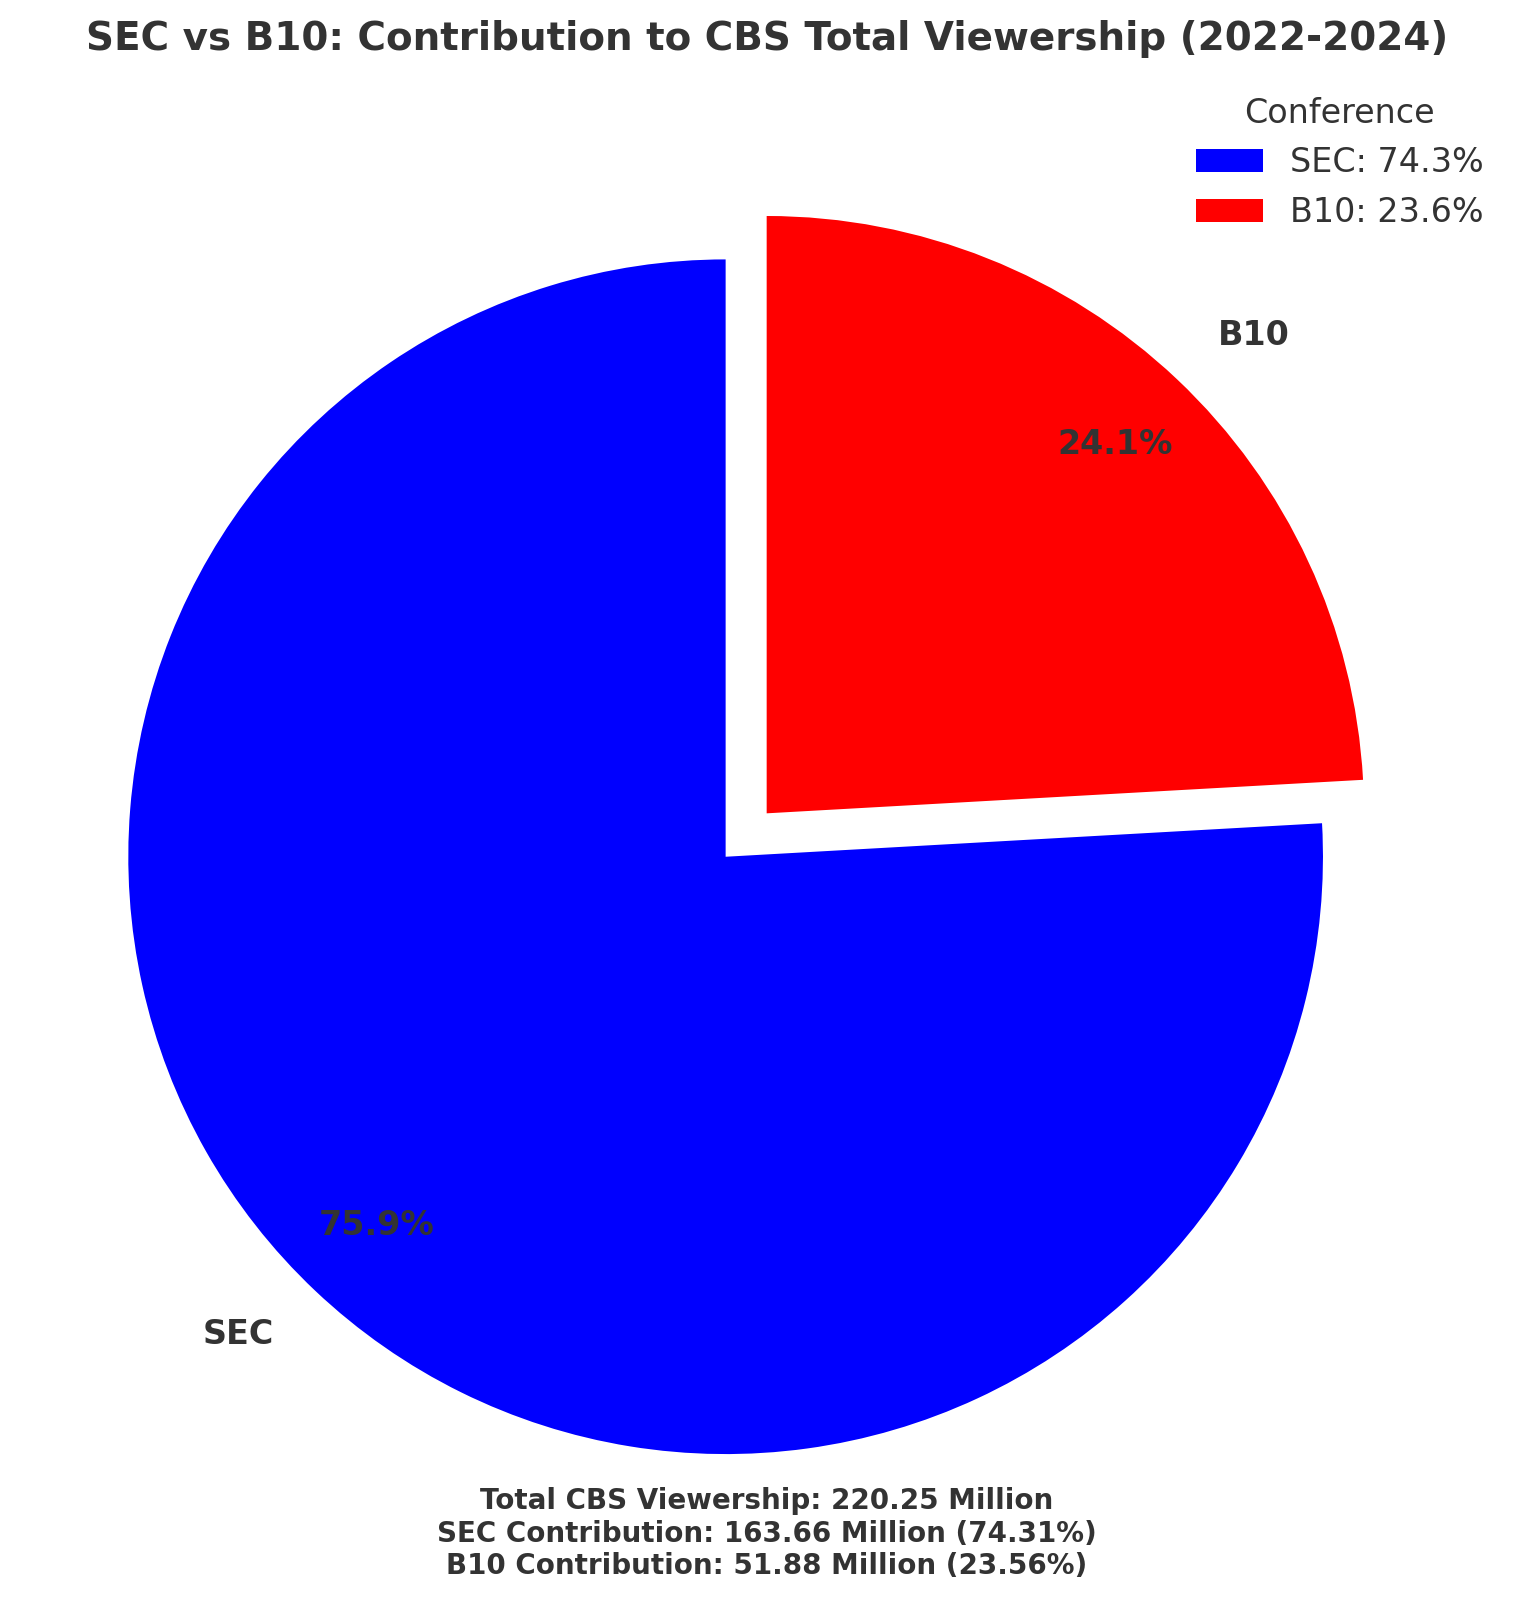 SEC vs B10: Contribution to CBS Total Viewership (2022-2024)
Conference
SEC: 74.3%
B10: 23.6%
B10
24.1%
75.9%
SEC
Total CBS Viewership: 220.25 Million
SEC Contribution: 163.66 Million (74.31%)
B10 Contribution: 51.88 Million (23.56%)